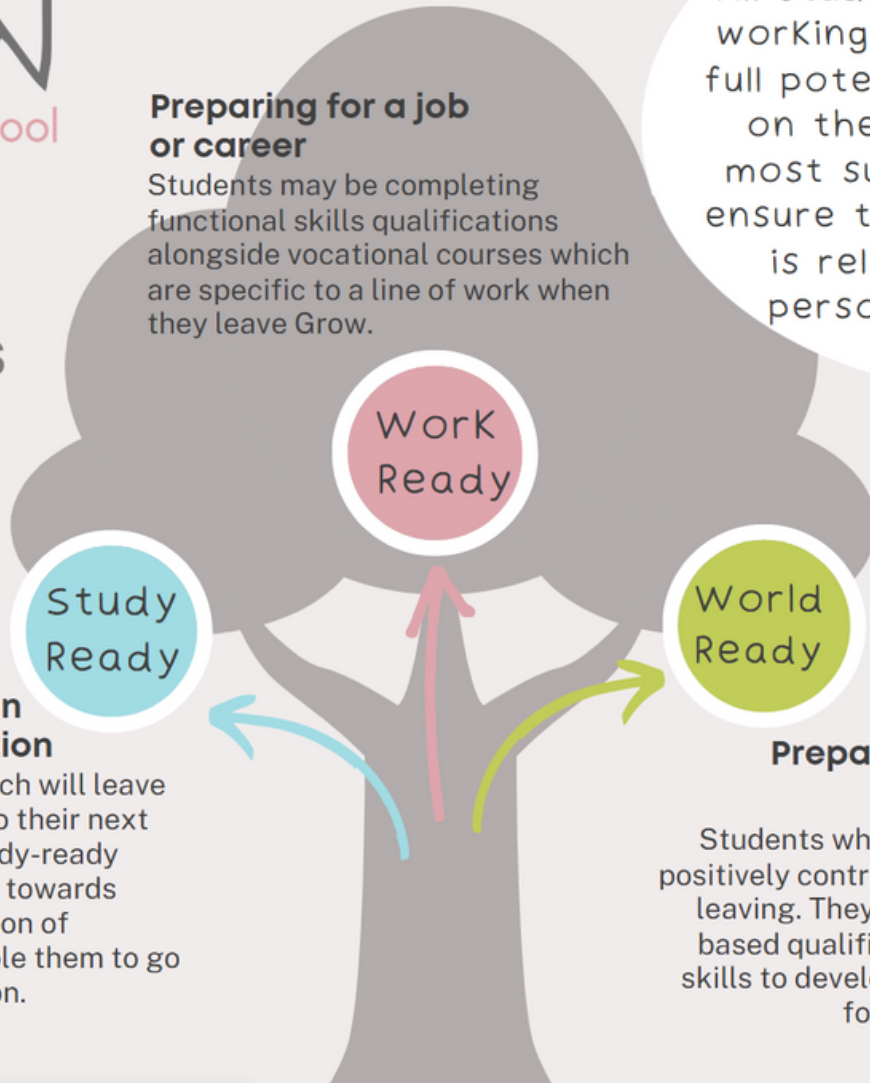 ool
Preparing for a job
or career
Students may be completing
functional skills qualifications
alongside vocational courses which
are specific to a line of work when
they leave Grow.
working
full pote
on the
most su
ensure t
is rel
perso
s
Work
Ready
Study
Ready
World
Ready
n
tion
ch will leave
o their next
dy-ready
towards
on of
le them to go
n.
Prepa
Students wh
positively contr
leaving. They
based qualifi
skills to devel
fo